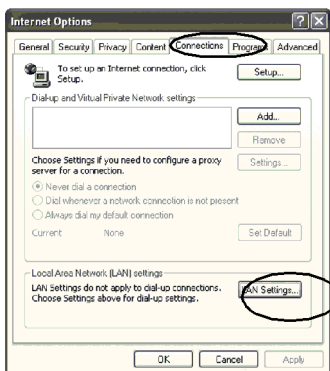 Internet Options
General Security Privacy Content Connections Programs Advanced
To set up an Internet connection, click
Setup.
Setup...
Dial-up and Virtual Private Network settings
Add...
Remove
Choose Settings if you need to configure a proxy
server for a connection.
Settings...
Never dial a connection
Dial whenever a network connection is not present
Always dial my default connection
Current None
Set Default
Local Area Network (LAN) settings
LAN Settings do not apply to dial-up connections.
Choose Settings above for dial-up settings.
LAN Settings...
OK Cancel Apply